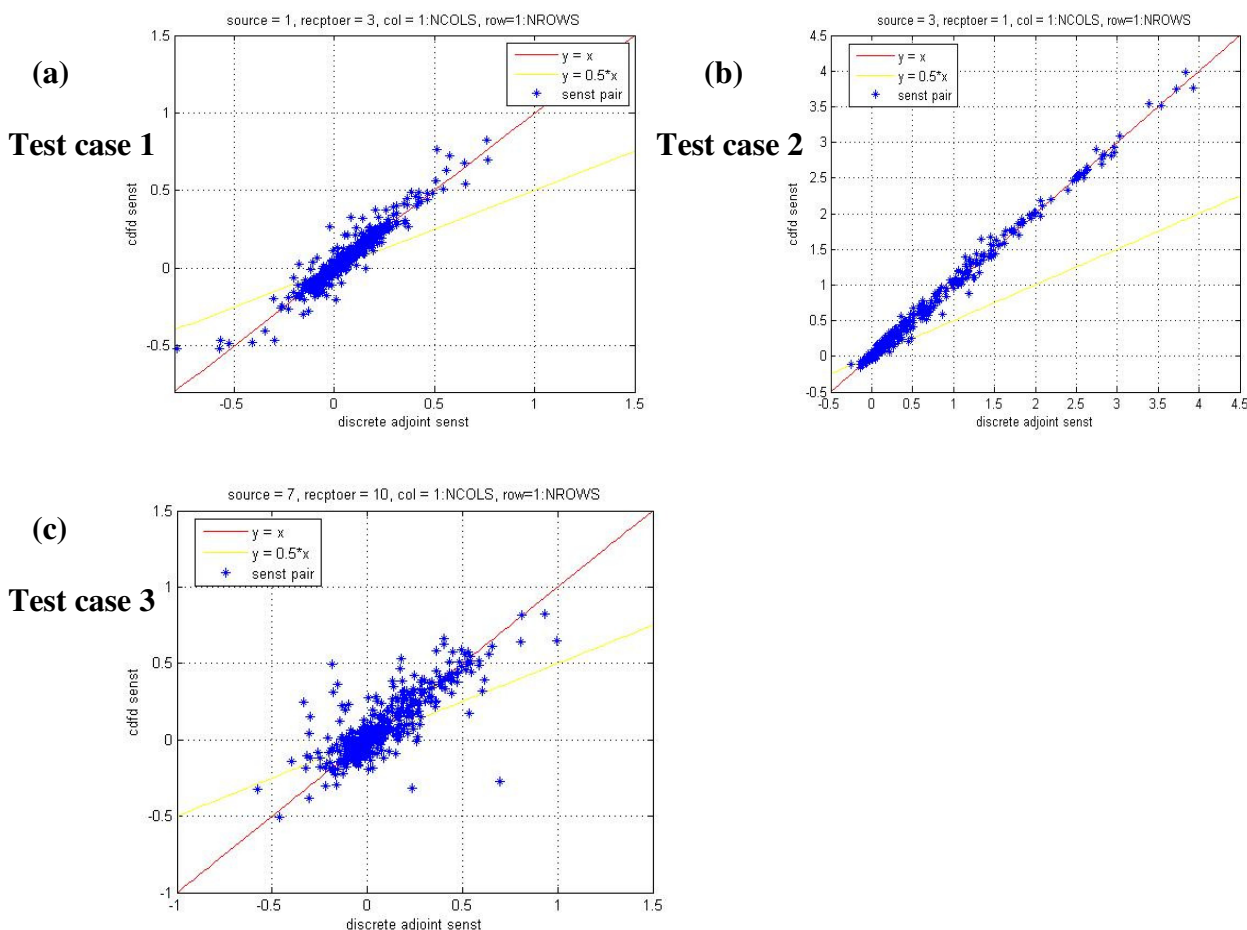 (a)
Test case 1
source = 1, recptoer = 3, col = 1:NCOLS, row=1:NROWS
y = x
y = 0.5*x
senst pair
1.5
1
0.5
0
-0.5
cdfd senst
-0.5
0
0.5
1
1.5
discrete adjoint senst
(b)
Test case 2
source = 3, recptoer = 1, col = 1:NCOLS, row=1:NROWS
y = x
y = 0.5*x
senst pair
4.5
4
3.5
3
2.5
2
1.5
1
0.5
0
-0.5
cdfd senst
-0.5
0
0.5
1
1.5
2
2.5
3
3.5
4
4.5
discrete adjoint senst
(c)
Test case 3
source = 7, recptoer = 10, col = 1:NCOLS, row=1:NROWS
y = x
y = 0.5*x
senst pair
1.5
1
0.5
0
-0.5
-1
cdfd senst
-1
-0.5
0
0.5
1
1.5
discrete adjoint senst